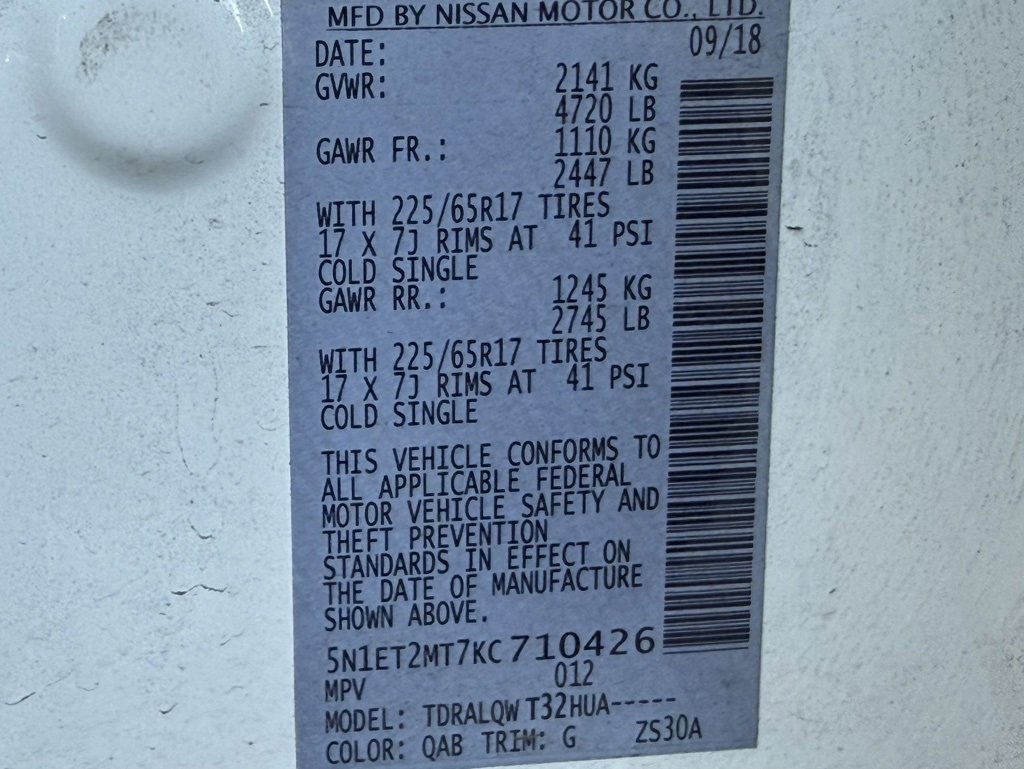 MFD BY NISSAN MOTOR CO., LTD.
DATE: 09/18
GVWR: 2141 KG
4720 LB
GAWR FR.: 1110 KG
2447 LB
WITH 225/65R17 TIRES
17 X 7J RIMS AT 41 PSI
COLD SINGLE
GAWR RR.: 1245 KG
2745 LB
WITH 225/65R17 TIRES
17 X 7J RIMS AT 41 PSI
COLD SINGLE
THIS VEHICLE CONFORMS TO
ALL APPLICABLE FEDERAL
MOTOR VEHICLE SAFETY AND
THEFT PREVENTION
STANDARDS IN EFFECT ON
THE DATE OF MANUFACTURE
SHOWN ABOVE.
5N1ET2MT7KC710426
MPV 012
MODEL: TDRALQW T32HUA-----
COLOR: QAB TRIM: G ZS30A